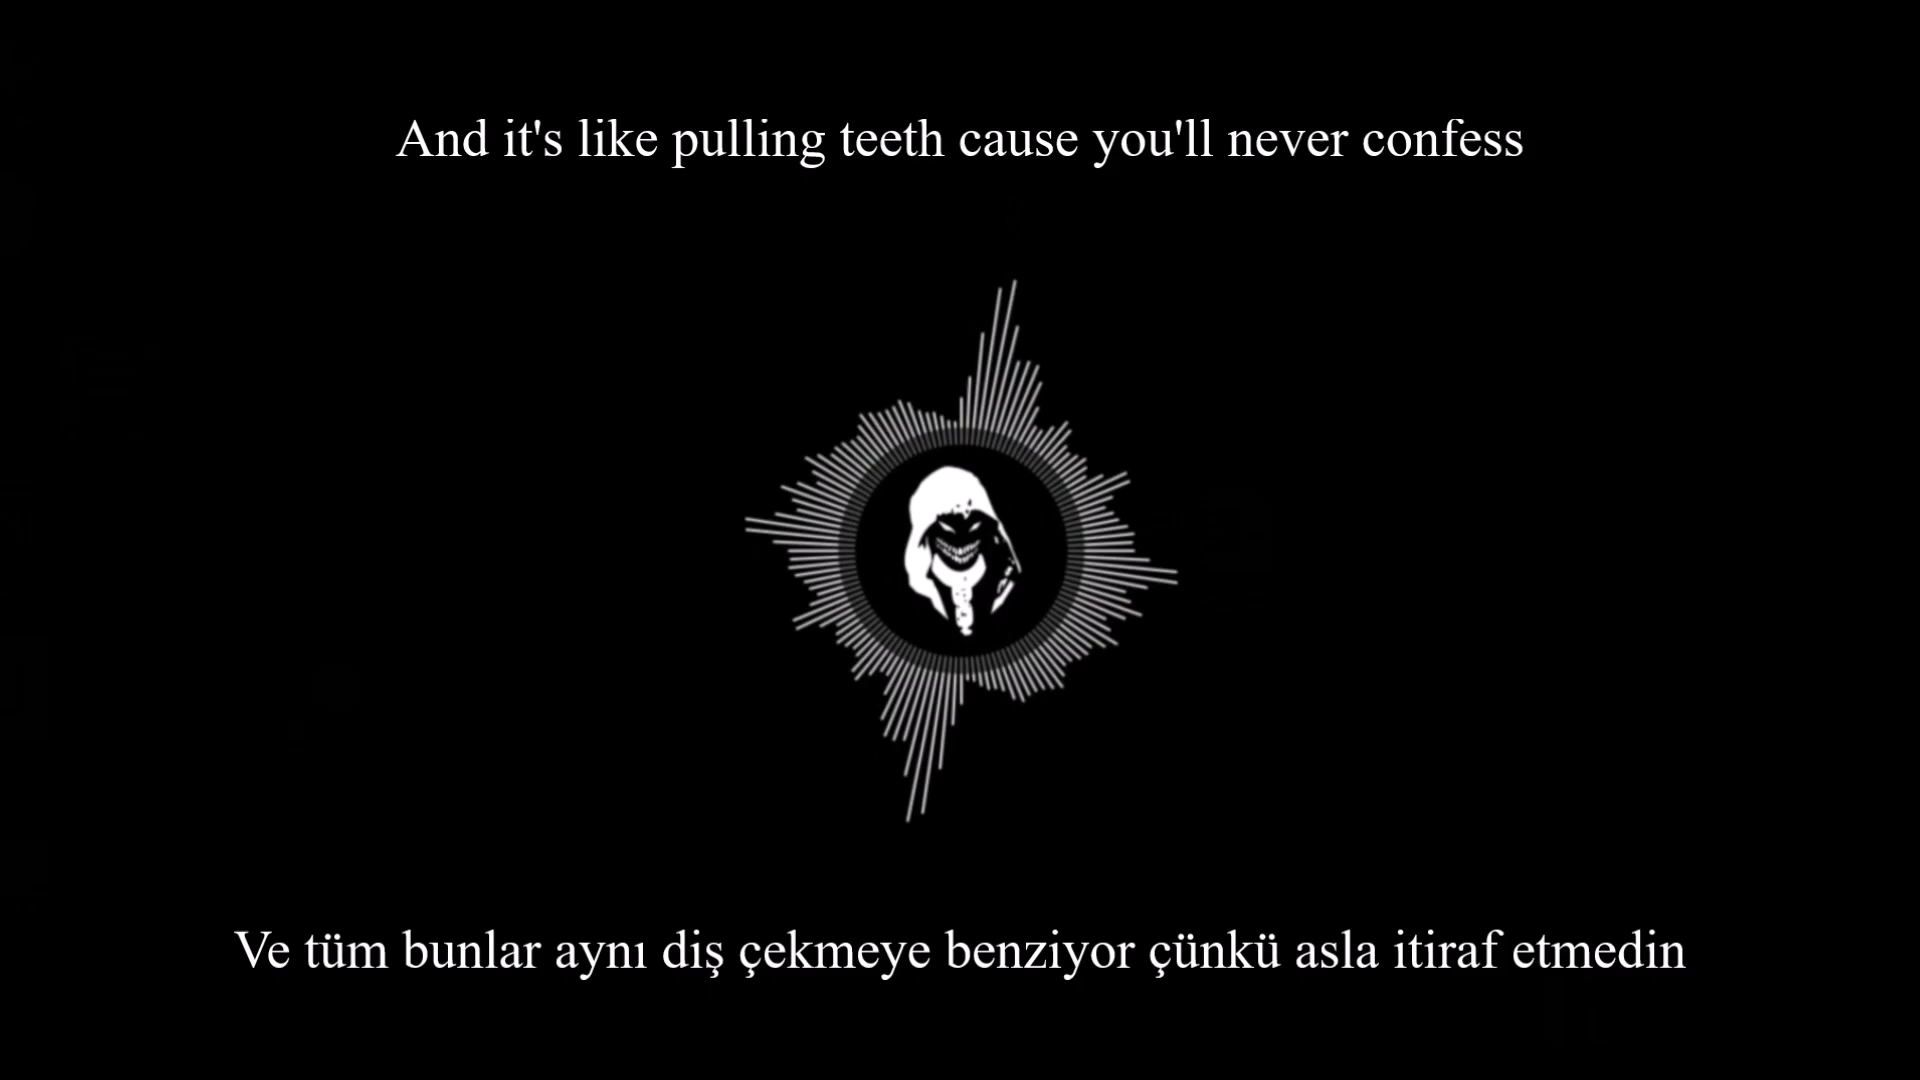 And it's like pulling teeth cause you'll never confess
Ve tüm bunlar aynı diş çekmeye benziyor çünkü asla itiraf etmedin